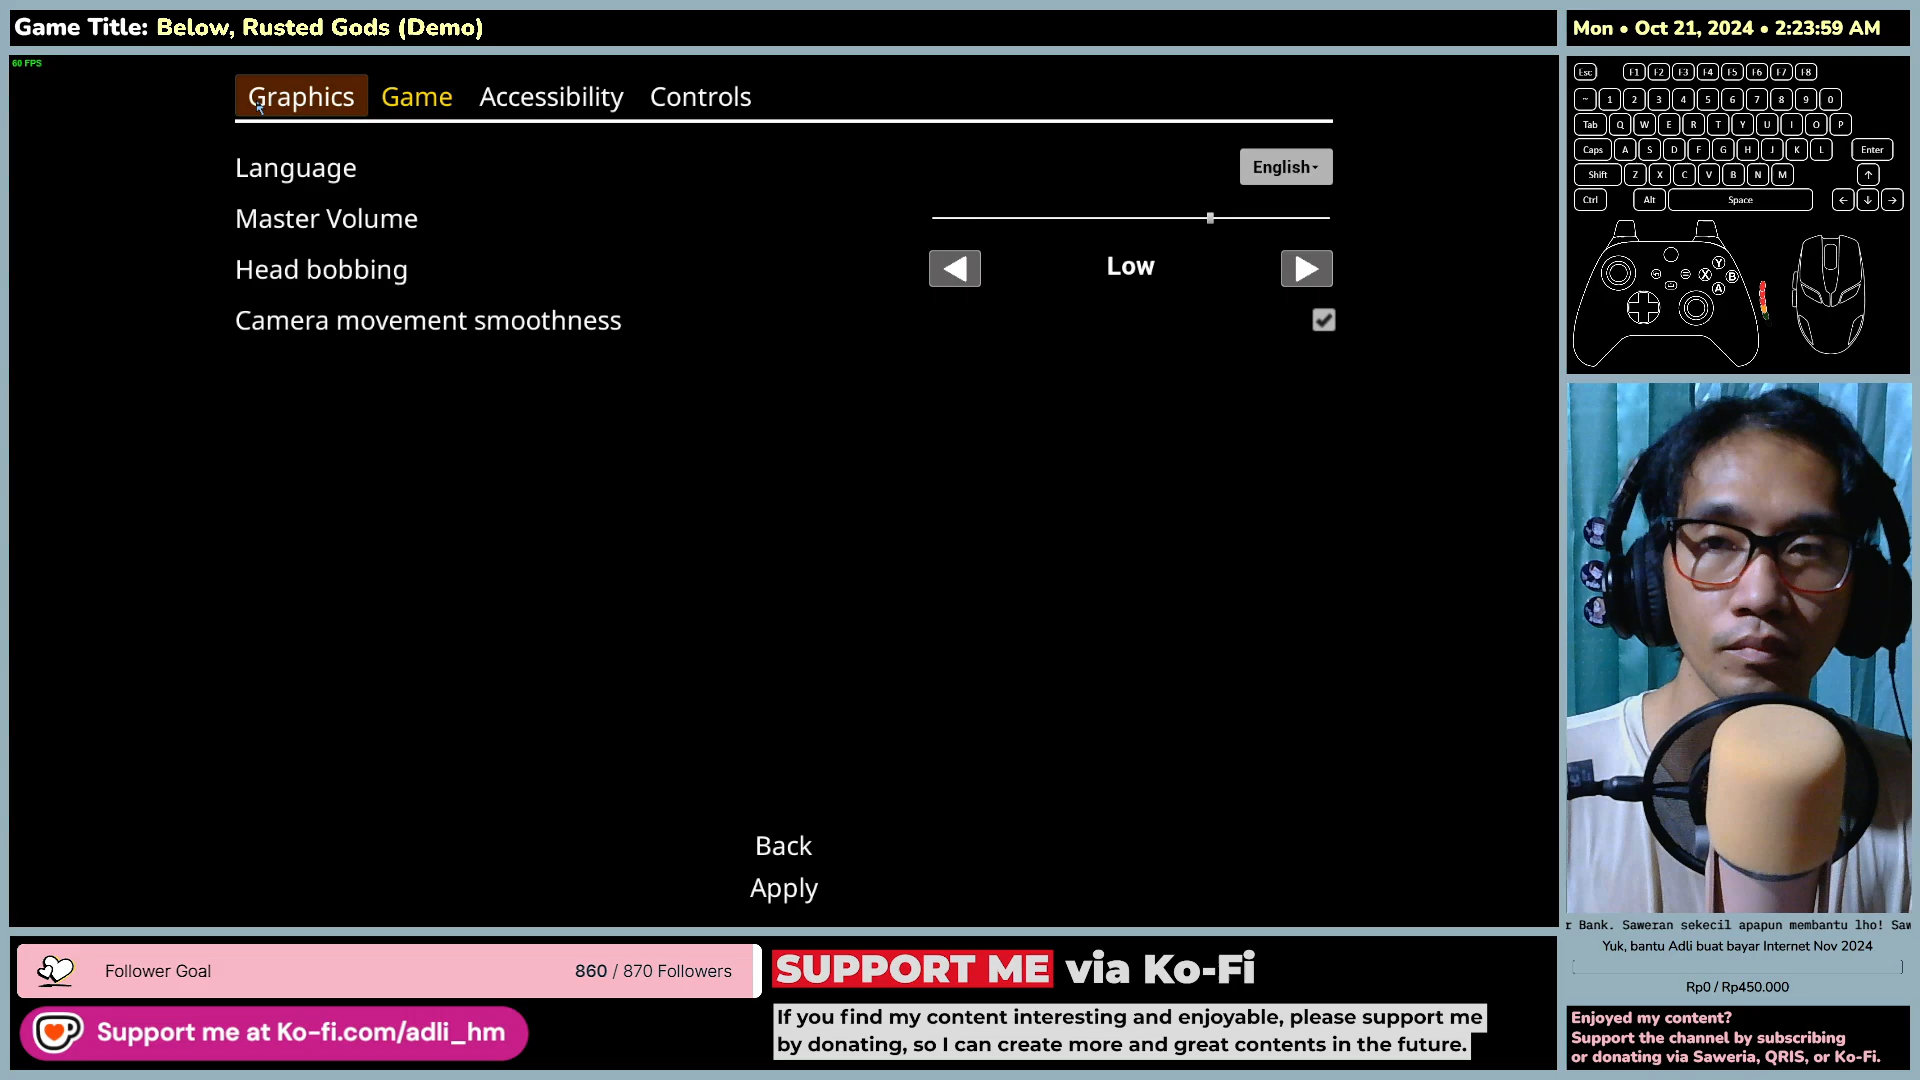 Game Title: Below, Rusted Gods (Demo)
Mon • Oct 21, 2024 • 2:23:59 AM
60 FPS
Graphics Game Accessibility Controls
Language English
Master Volume
Head bobbing Low
Camera movement smoothness
Back
Apply
Esc F1 F2 F3 F4 F5 F6 F7 F8
~ 1 2 3 4 5 6 7 8 9 0
Tab Q W E R T Y U I O P
Caps A S D F G H J K L Enter
Shift Z X C V B N M ↑
Ctrl Alt Space ← ↓ →
Y
X B
A
r Bank. Saweran sekecil apapun membantu lho! Saw
Yuk, bantu Adli buat bayar Internet Nov 2024
Rp0 / Rp450.000
Follower Goal 860 / 870 Followers
Support me at Ko-fi.com/adli_hm
SUPPORT ME via Ko-Fi
If you find my content interesting and enjoyable, please support me
by donating, so I can create more and great contents in the future.
Enjoyed my content?
Support the channel by subscribing
or donating via Saweria, QRIS, or Ko-Fi.